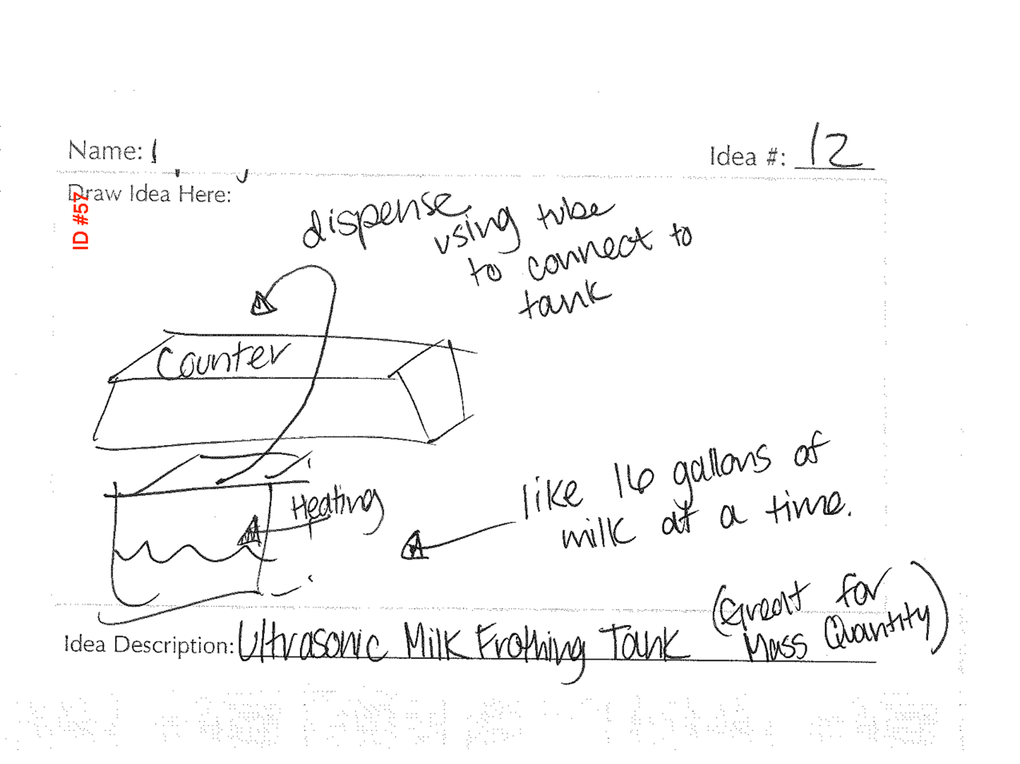 Name:
Idea #: 12
Draw Idea Here:
ID #57
dispense
using tube
to connect to
tank
Counter
Heating
like 16 gallons of
milk at a time.
Idea Description: Ultrasonic Milk Frothing Tank
(Great for
Mass Quantity)